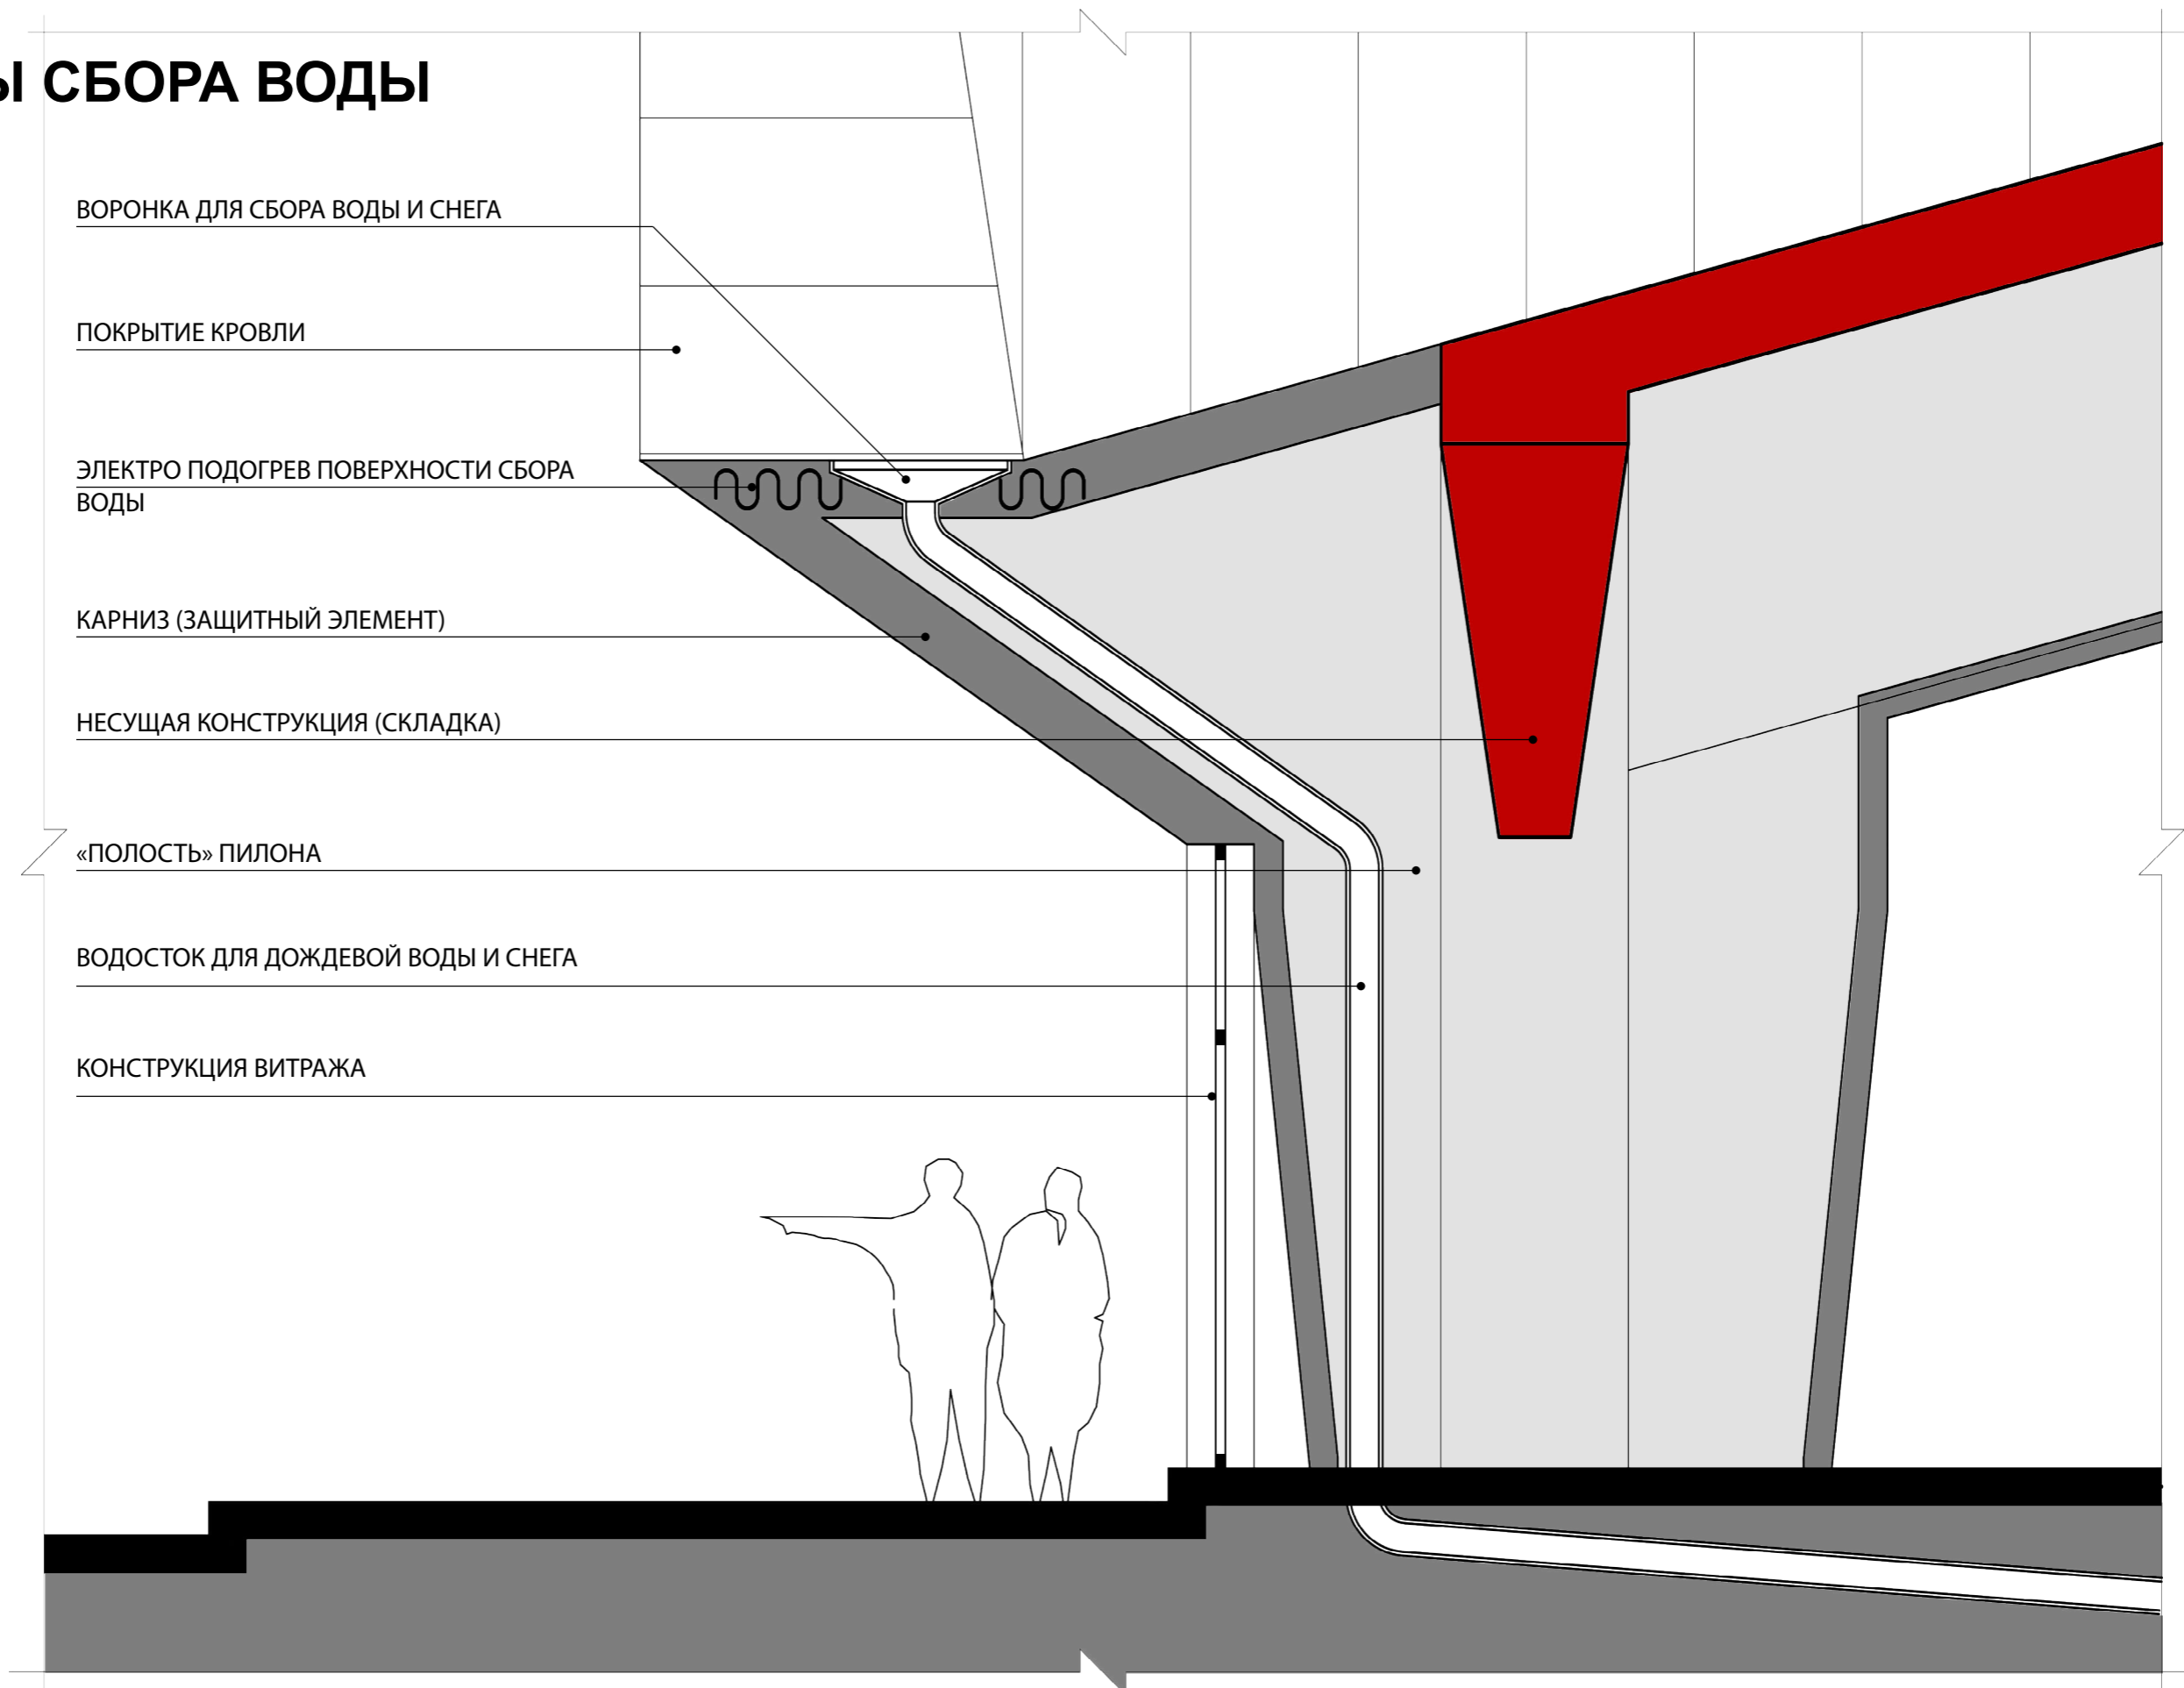 Ы СБОРА ВОДЫ
ВОРОНКА ДЛЯ СБОРА ВОДЫ И СНЕГА
ПОКРЫТИЕ КРОВЛИ
ЭЛЕКТРО ПОДОГРЕВ ПОВЕРХНОСТИ СБОРА
ВОДЫ
КАРНИЗ (ЗАЩИТНЫЙ ЭЛЕМЕНТ)
НЕСУЩАЯ КОНСТРУКЦИЯ (СКЛАДКА)
«ПОЛОСТЬ» ПИЛОНА
ВОДОСТОК ДЛЯ ДОЖДЕВОЙ ВОДЫ И СНЕГА
КОНСТРУКЦИЯ ВИТРАЖА